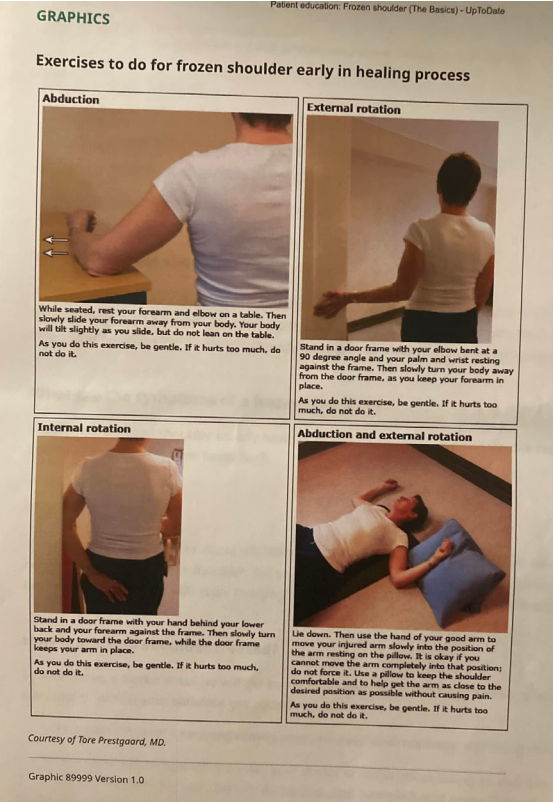 Patient education: Frozen shoulder (The Basics) - UpToDate
GRAPHICS
Exercises to do for frozen shoulder early in healing process
Abduction
While seated, rest your forearm and elbow on a table. Then
slowly slide your forearm away from your body. Your body
will tilt slightly as you slide, but do not lean on the table.
As you do this exercise, be gentle. If it hurts too much, do
not do it.
External rotation
Stand in a door frame with your elbow bent at a
90 degree angle and your palm and wrist resting
against the frame. Then slowly turn your body away
from the door frame, as you keep your forearm in
place.
As you do this exercise, be gentle. If it hurts too
much, do not do it.
Internal rotation
Stand in a door frame with your hand behind your lower
back and your forearm against the frame. Then slowly turn
your body toward the door frame, while the door frame
keeps your arm in place.
As you do this exercise, be gentle. If it hurts too much,
do not do it.
Abduction and external rotation
Lie down. Then use the hand of your good arm to
move your injured arm slowly into the position of
the arm resting on the pillow. It is okay if you
cannot move the arm completely into that position;
do not force it. Use a pillow to keep the shoulder
comfortable and to help get the arm as close to the
desired position as possible without causing pain.
As you do this exercise, be gentle. If it hurts too
much, do not do it.
Courtesy of Tore Prestgaard, MD.
Graphic 89999 Version 1.0